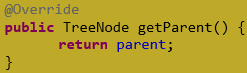 @Override
public TreeNode getParent() {
return parent;
}